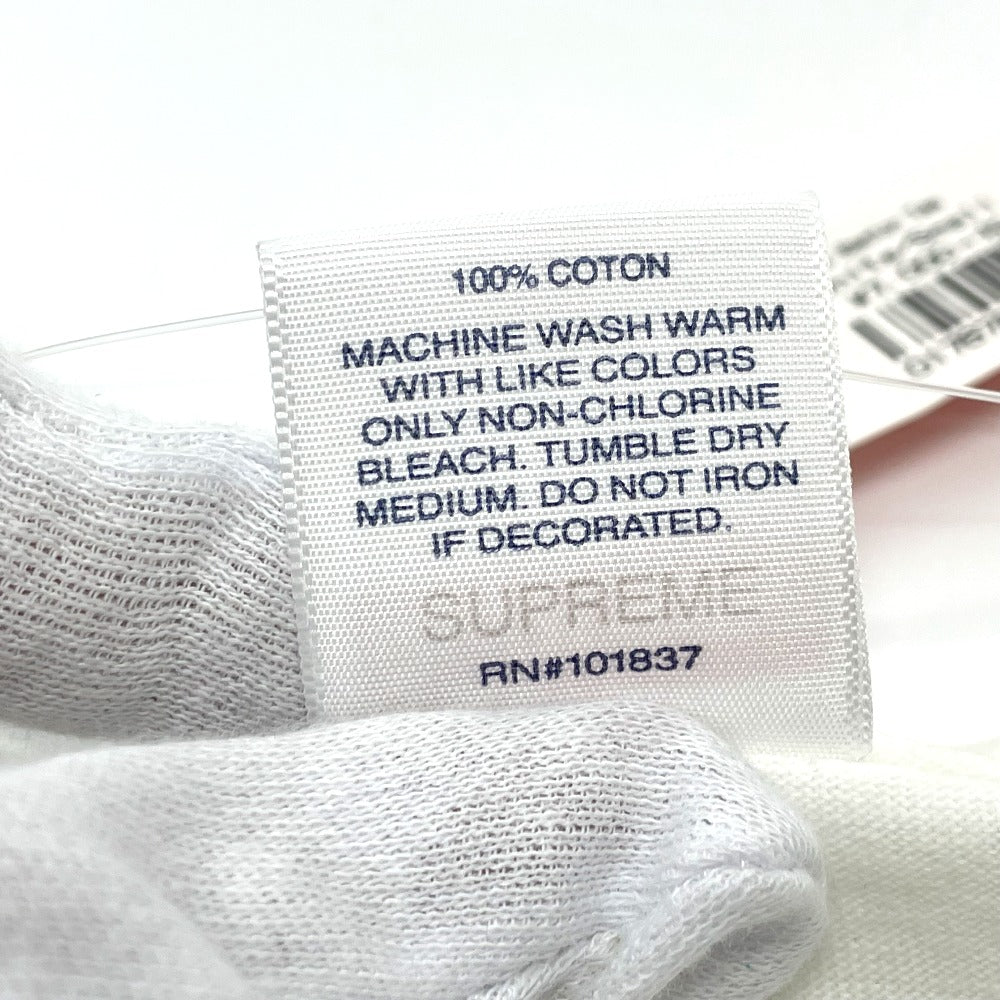 100% COTON
MACHINE WASH WARM
WITH LIKE COLORS
ONLY NON-CHLORINE
BLEACH. TUMBLE DRY
MEDIUM. DO NOT IRON
IF DECORATED.
SUPREME
RN#101837